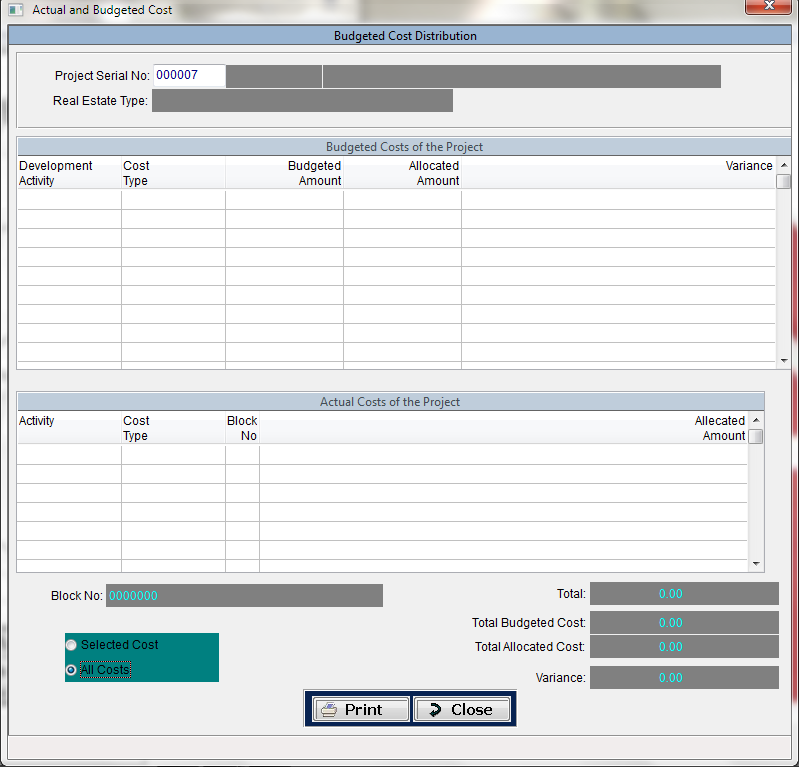 Actual and Budgeted Cost
Budgeted Cost Distribution
Project Serial No: 000007
Real Estate Type:
Budgeted Costs of the Project
Development Activity Cost Type Budgeted Amount Allocated Amount Variance
Actual Costs of the Project
Activity Cost Type Block No Allecated Amount
Block No: 0000000
Total: 0.00
Total Budgeted Cost: 0.00
Selected Cost
Total Allocated Cost: 0.00
All Costs
Variance: 0.00
Print Close